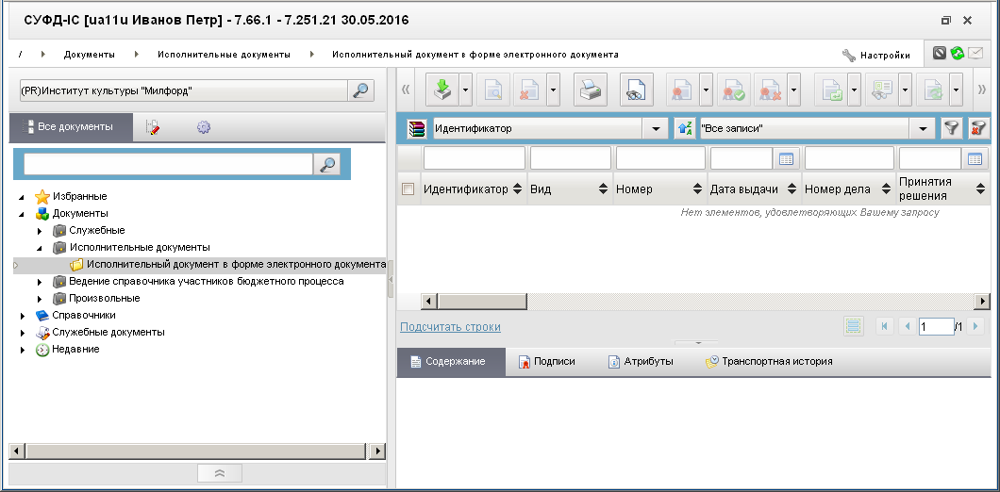 СУФД-IC [ua11u Иванов Петр] - 7.66.1 - 7.251.21 30.05.2016
/ Документы Исполнительные документы Исполнительный документ в форме электронного документа Настройки
(PR)Институт культуры "Милфорд"
Все документы
Идентификатор "Все записи"
Идентификатор Вид Номер Дата выдачи Номер дела Принятия решения
Нет элементов, удовлетворяющих Вашему запросу
Избранные
Документы
Служебные
Исполнительные документы
Исполнительный документ в форме электронного документа
Ведение справочника участников бюджетного процесса
Произвольные
Справочники
Служебные документы
Недавние
Подсчитать строки 1 /1
Содержание Подписи Атрибуты Транспортная история